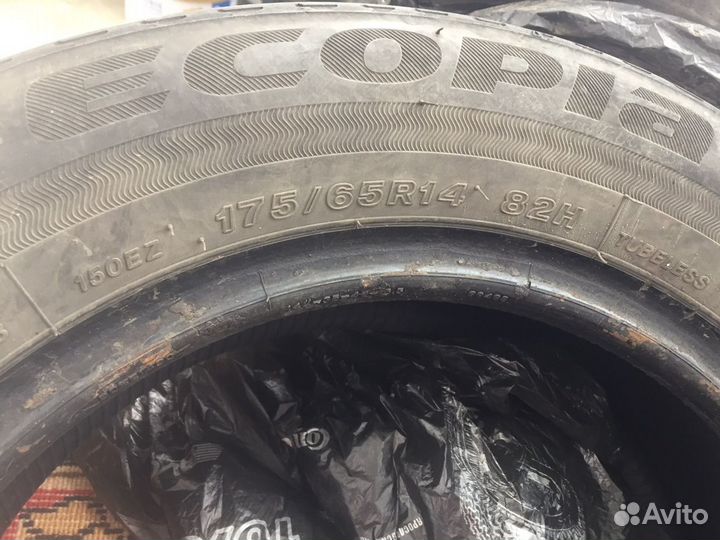 ECOPIa
150EZ 175/65R14 82H TUBELESS
Avito